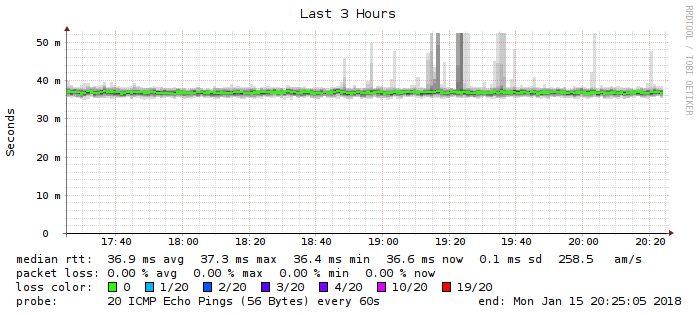 Last 3 Hours
RRDTOOL / TOBI OETIKER
Seconds
50 m
40 m
30 m
20 m
10 m
0
17:40 18:00 18:20 18:40 19:00 19:20 19:40 20:00 20:20
median rtt: 36.9 ms avg 37.3 ms max 36.4 ms min 36.6 ms now 0.1 ms sd 258.5 am/s
packet loss: 0.00 % avg 0.00 % max 0.00 % min 0.00 % now
loss color: 0 1/20 2/20 3/20 4/20 10/20 19/20
probe: 20 ICMP Echo Pings (56 Bytes) every 60s end: Mon Jan 15 20:25:05 2018